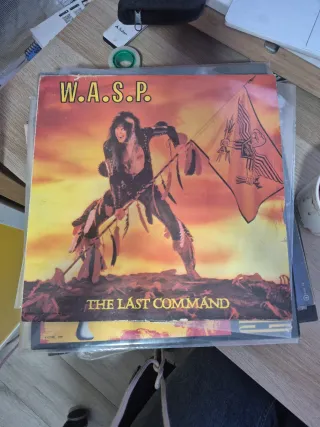 W.A.S.P.
THE LAST COMMAND